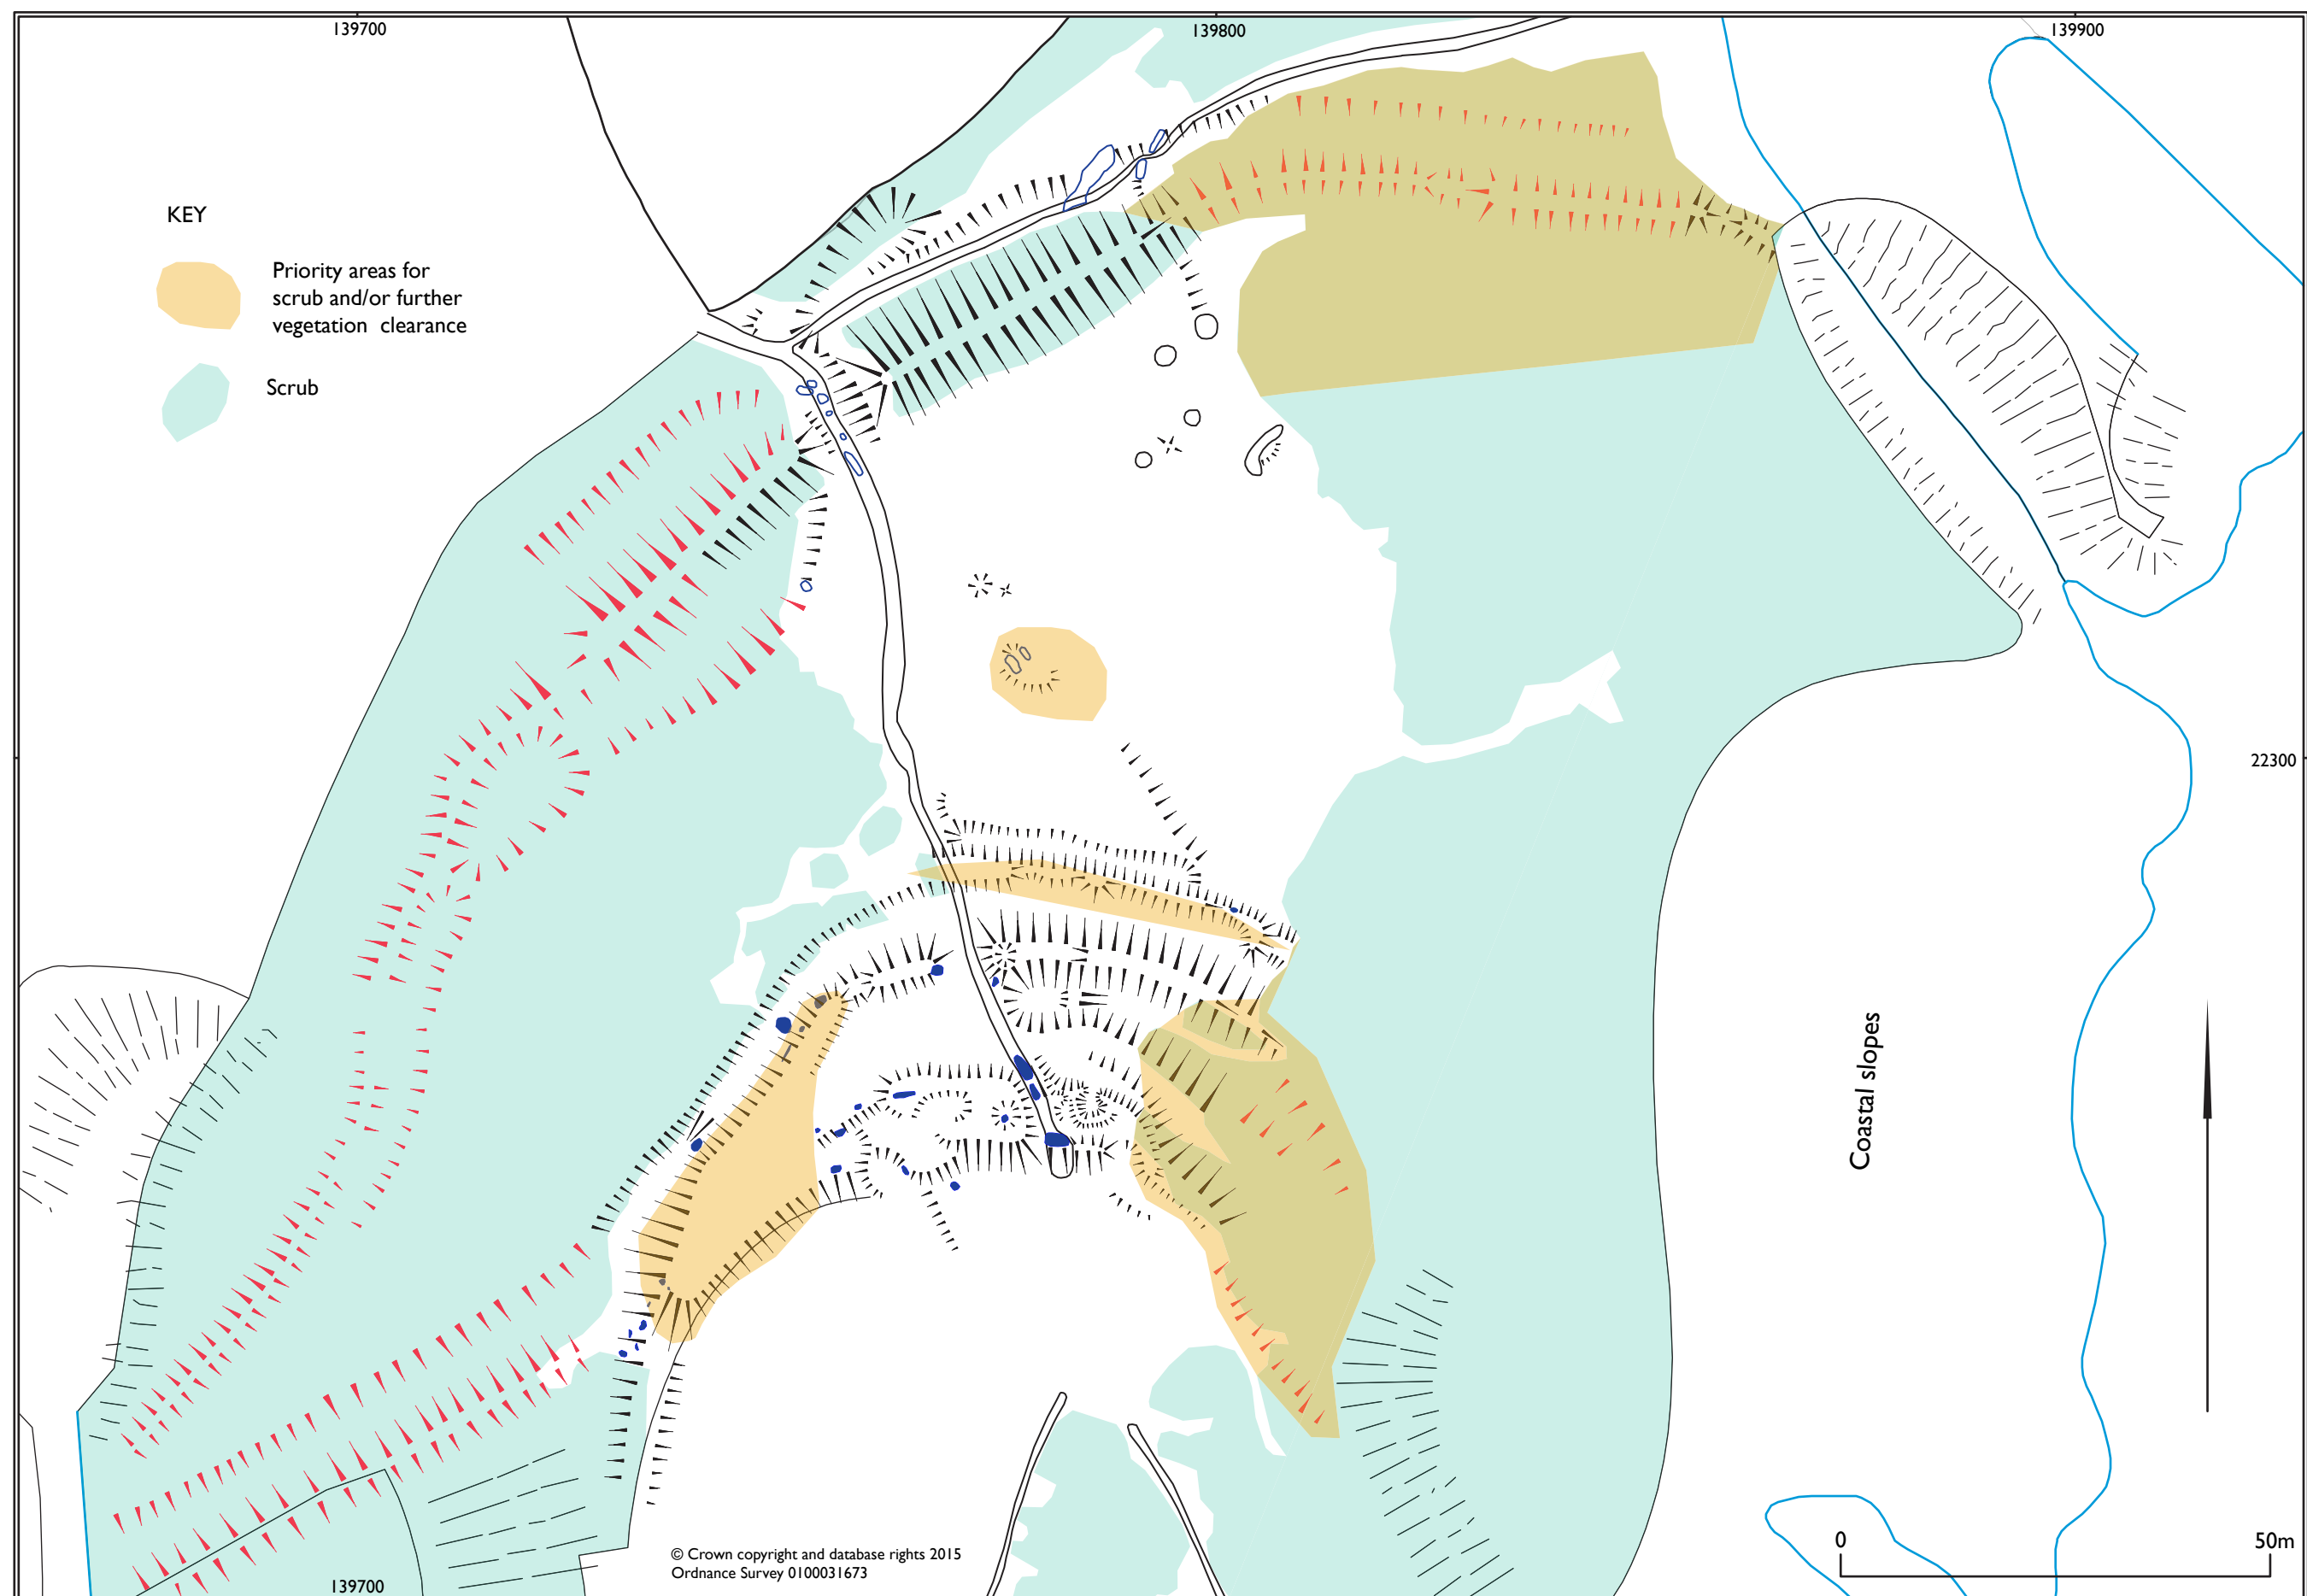 139700
139800
139900
KEY
Priority areas for
scrub and/or further
vegetation clearance
Scrub
22300
Coastal slopes
0
50m
© Crown copyright and database rights 2015
Ordnance Survey 0100031673
139700